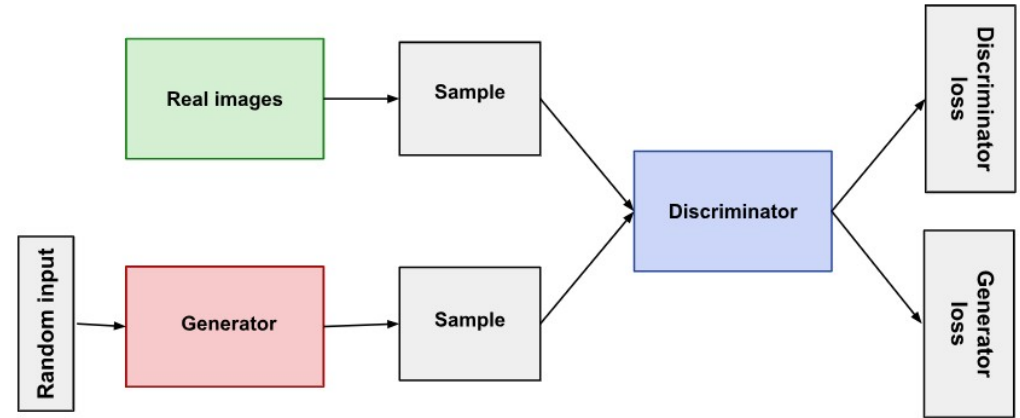 Real images
Sample
Discriminator
loss
Discriminator
Random input
Generator
Sample
Generator
loss